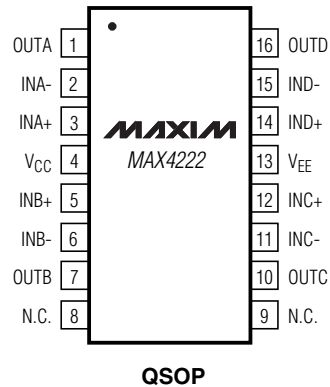 OUTA 1 16 OUTD
INA- 2 15 IND-
INA+ 3 14 IND+
MAXIM
VCC 4 MAX4222 13 VEE
INB+ 5 12 INC+
INB- 6 11 INC-
OUTB 7 10 OUTC
N.C. 8 9 N.C.
QSOP